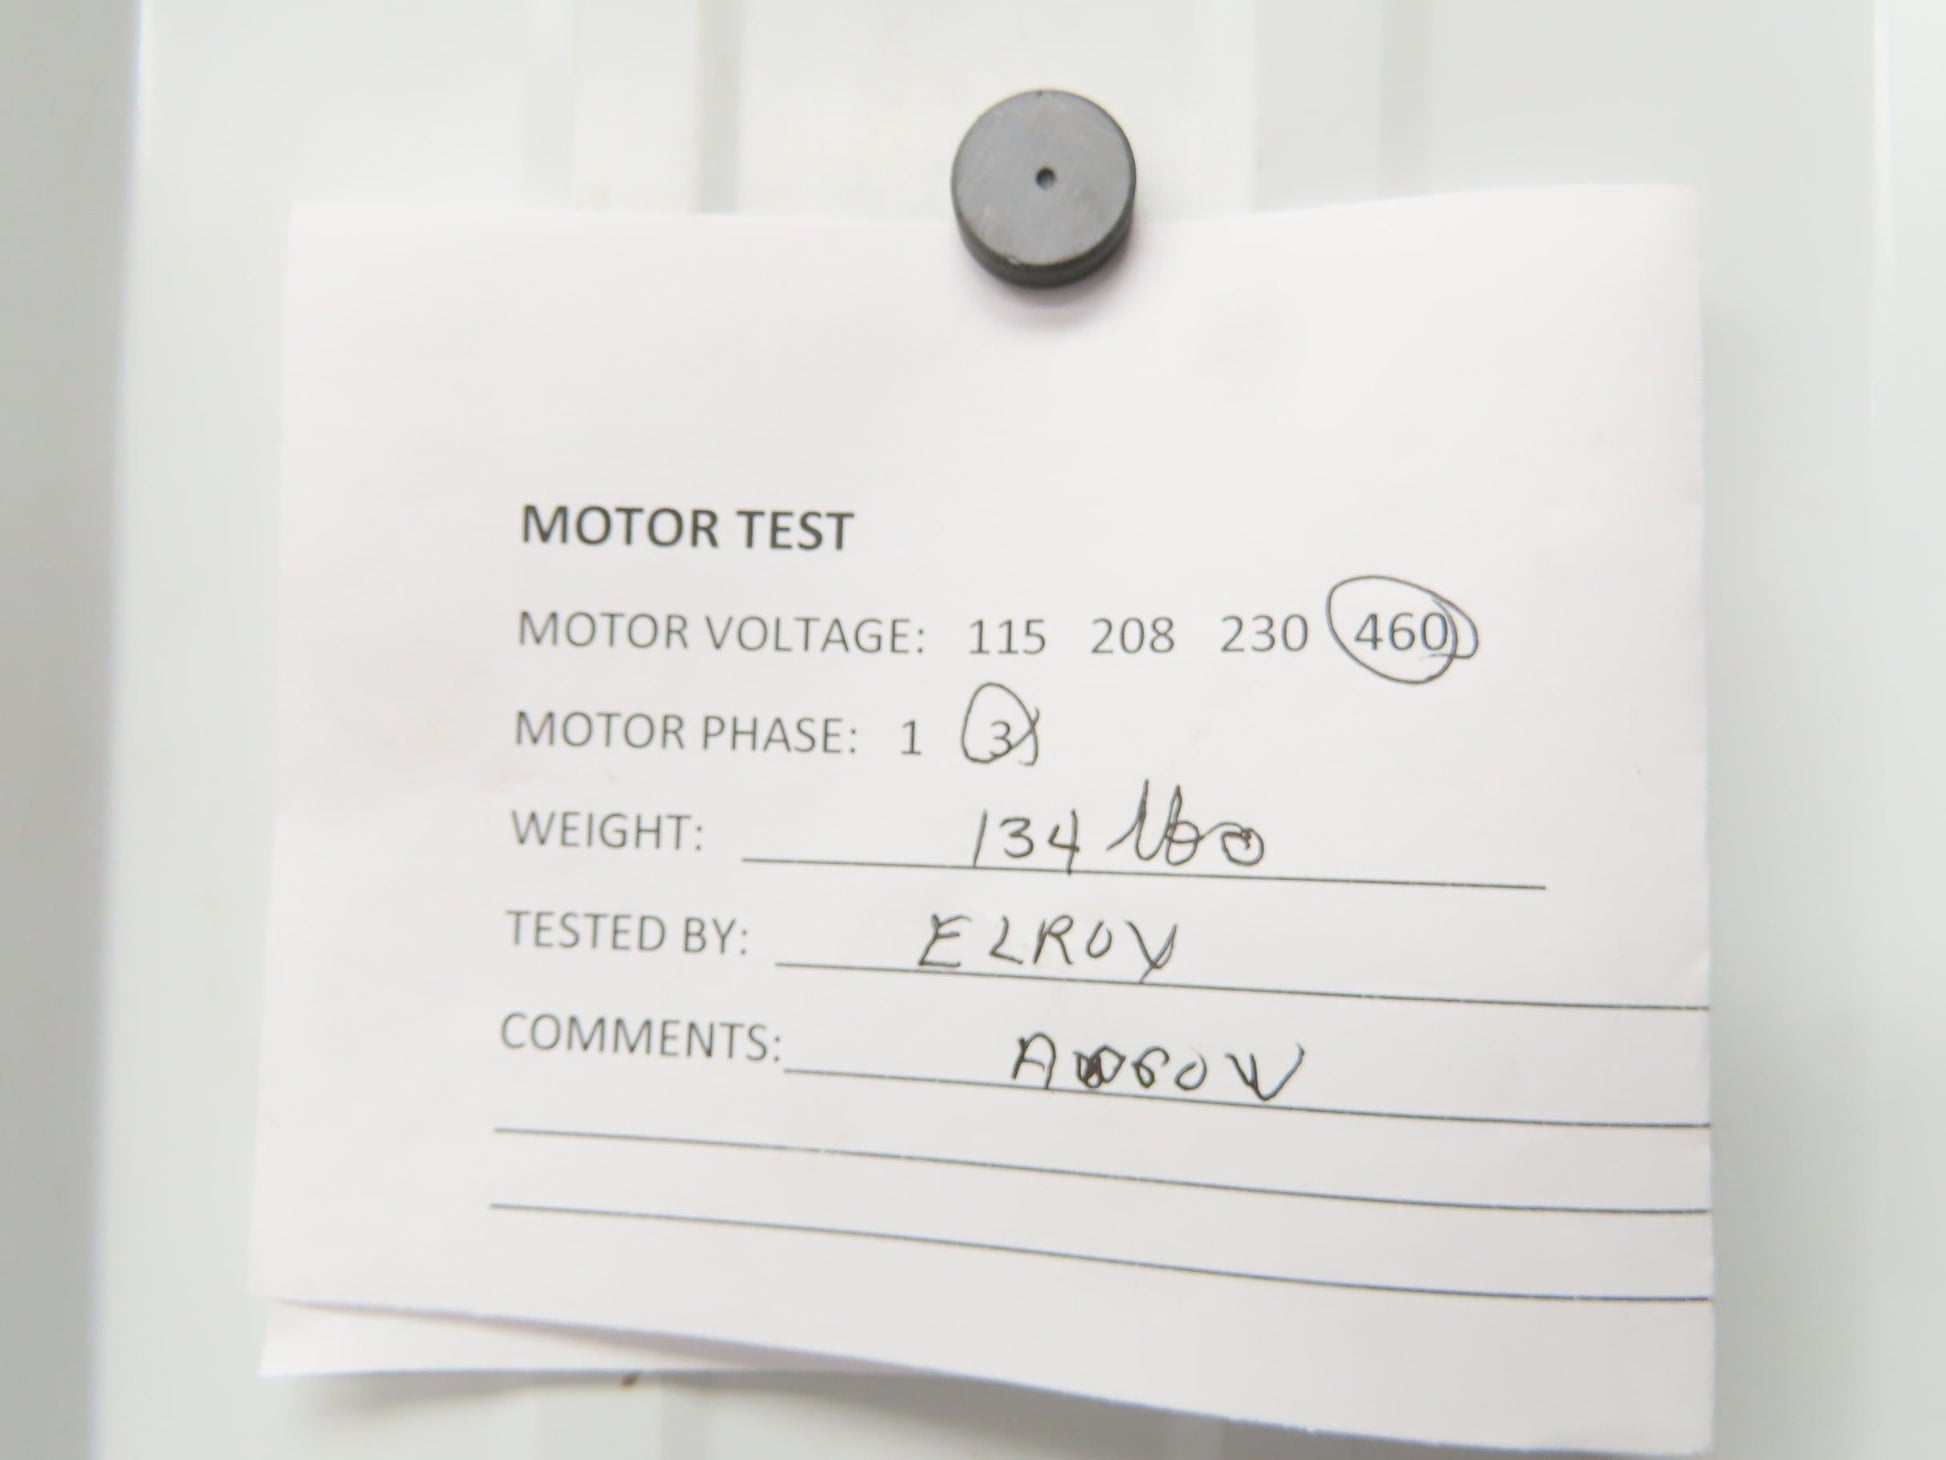 MOTOR TEST
MOTOR VOLTAGE: 115 208 230 460
MOTOR PHASE: 1 3
WEIGHT: 134 lbs
TESTED BY: ELROY
COMMENTS: